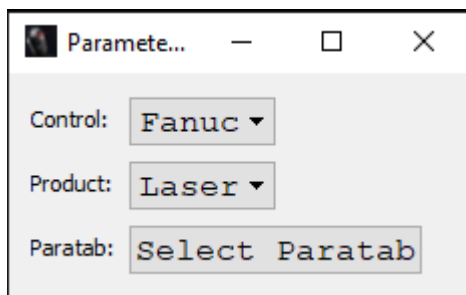 Paramete...
Control: Fanuc
Product: Laser
Paratab: Select Paratab